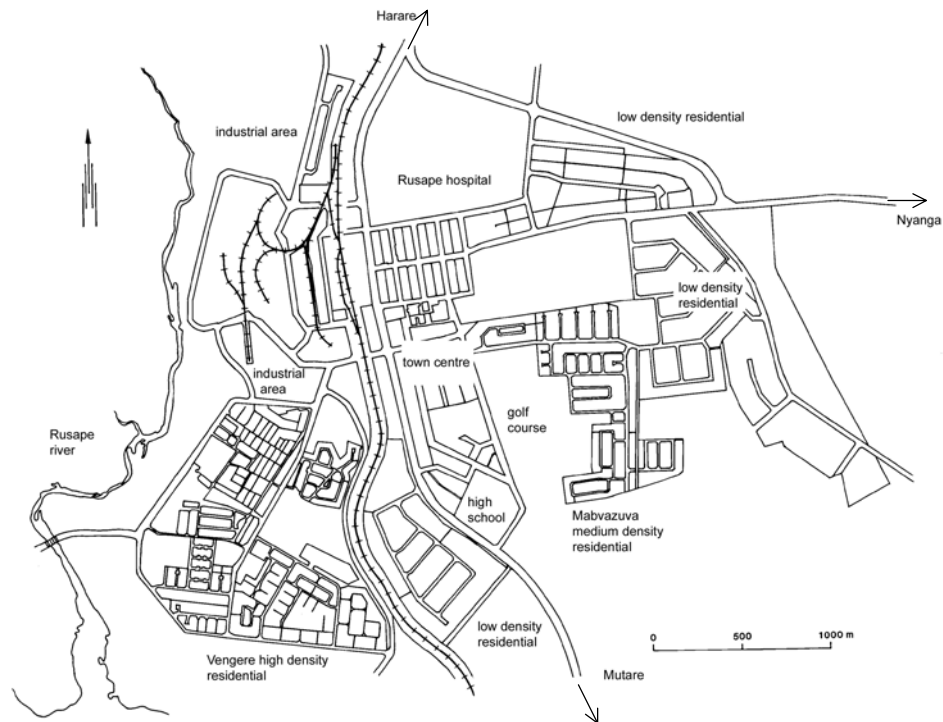 Harare
industrial area
low density residential
Rusape hospital
Nyanga
low density
residential
town centre
industrial
area
golf
course
Rusape
river
high
school
Mabvazuva
medium density
residential
low density
residential
0 500 1000 m
Vengere high density
residential
Mutare